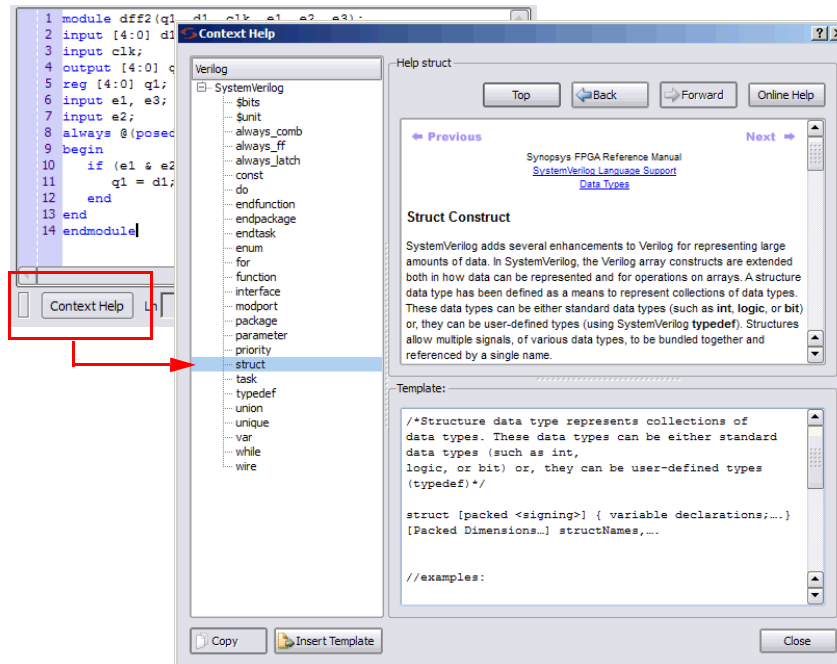 1 module dff2(q1, d1, clk, e1, e2, e3);
2 input [4:0] d1
3 input clk;
4 output [4:0] q
5 reg [4:0] q1;
6 input e1, e3;
7 input e2;
8 always @(posed
9 begin
10 if (e1 & e2
11 q1 = d1;
12 end
13 end
14 endmodule
Context Help
Ln
Context Help
Verilog
SystemVerilog
$bits
$unit
always_comb
always_ff
always_latch
const
do
endfunction
endpackage
endtask
enum
for
function
interface
modport
package
parameter
priority
struct
task
typedef
union
unique
var
while
wire
Help struct
Top
Back
Forward
Online Help
Previous
Next
Synopsys FPGA Reference Manual
SystemVerilog Language Support
Data Types
Struct Construct
SystemVerilog adds several enhancements to Verilog for representing large
amounts of data. In SystemVerilog, the Verilog array constructs are extended
both in how data can be represented and for operations on arrays. A structure
data type has been defined as a means to represent collections of data types.
These data types can be either standard data types (such as int, logic, or bit)
or, they can be user-defined types (using SystemVerilog typedef). Structures
allow multiple signals, of various data types, to be bundled together and
referenced by a single name.
Template:
/*Structure data type represents collections of
data types. These data types can be either standard
data types (such as int,
logic, or bit) or, they can be user-defined types
(typedef)*/
struct [packed <signing>] { variable declarations;….}
[Packed Dimensions…] structNames,….
//examples:
Copy
Insert Template
Close